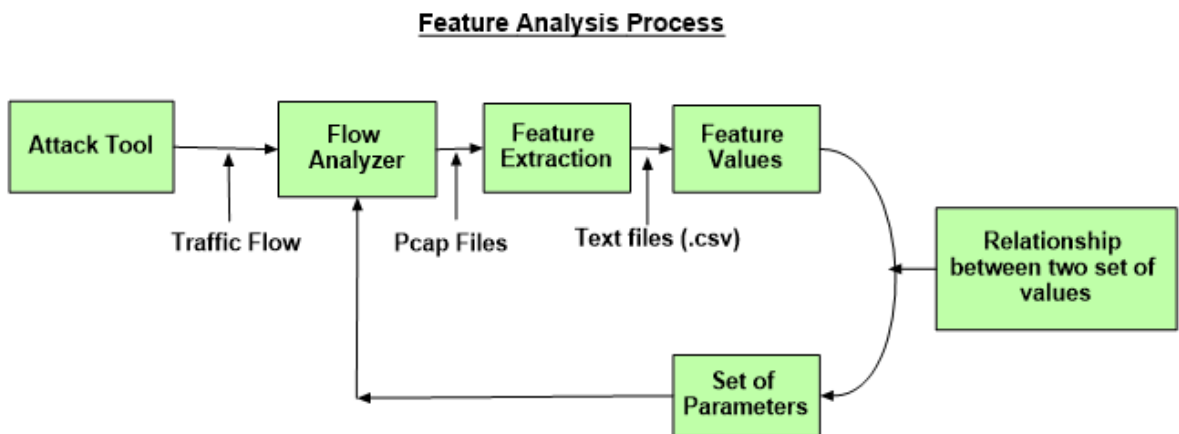 Feature Analysis Process
Attack Tool
Flow
Analyzer
Feature
Extraction
Feature
Values
Traffic Flow
Pcap Files
Text files (.csv)
Relationship
between two set of
values
Set of
Parameters